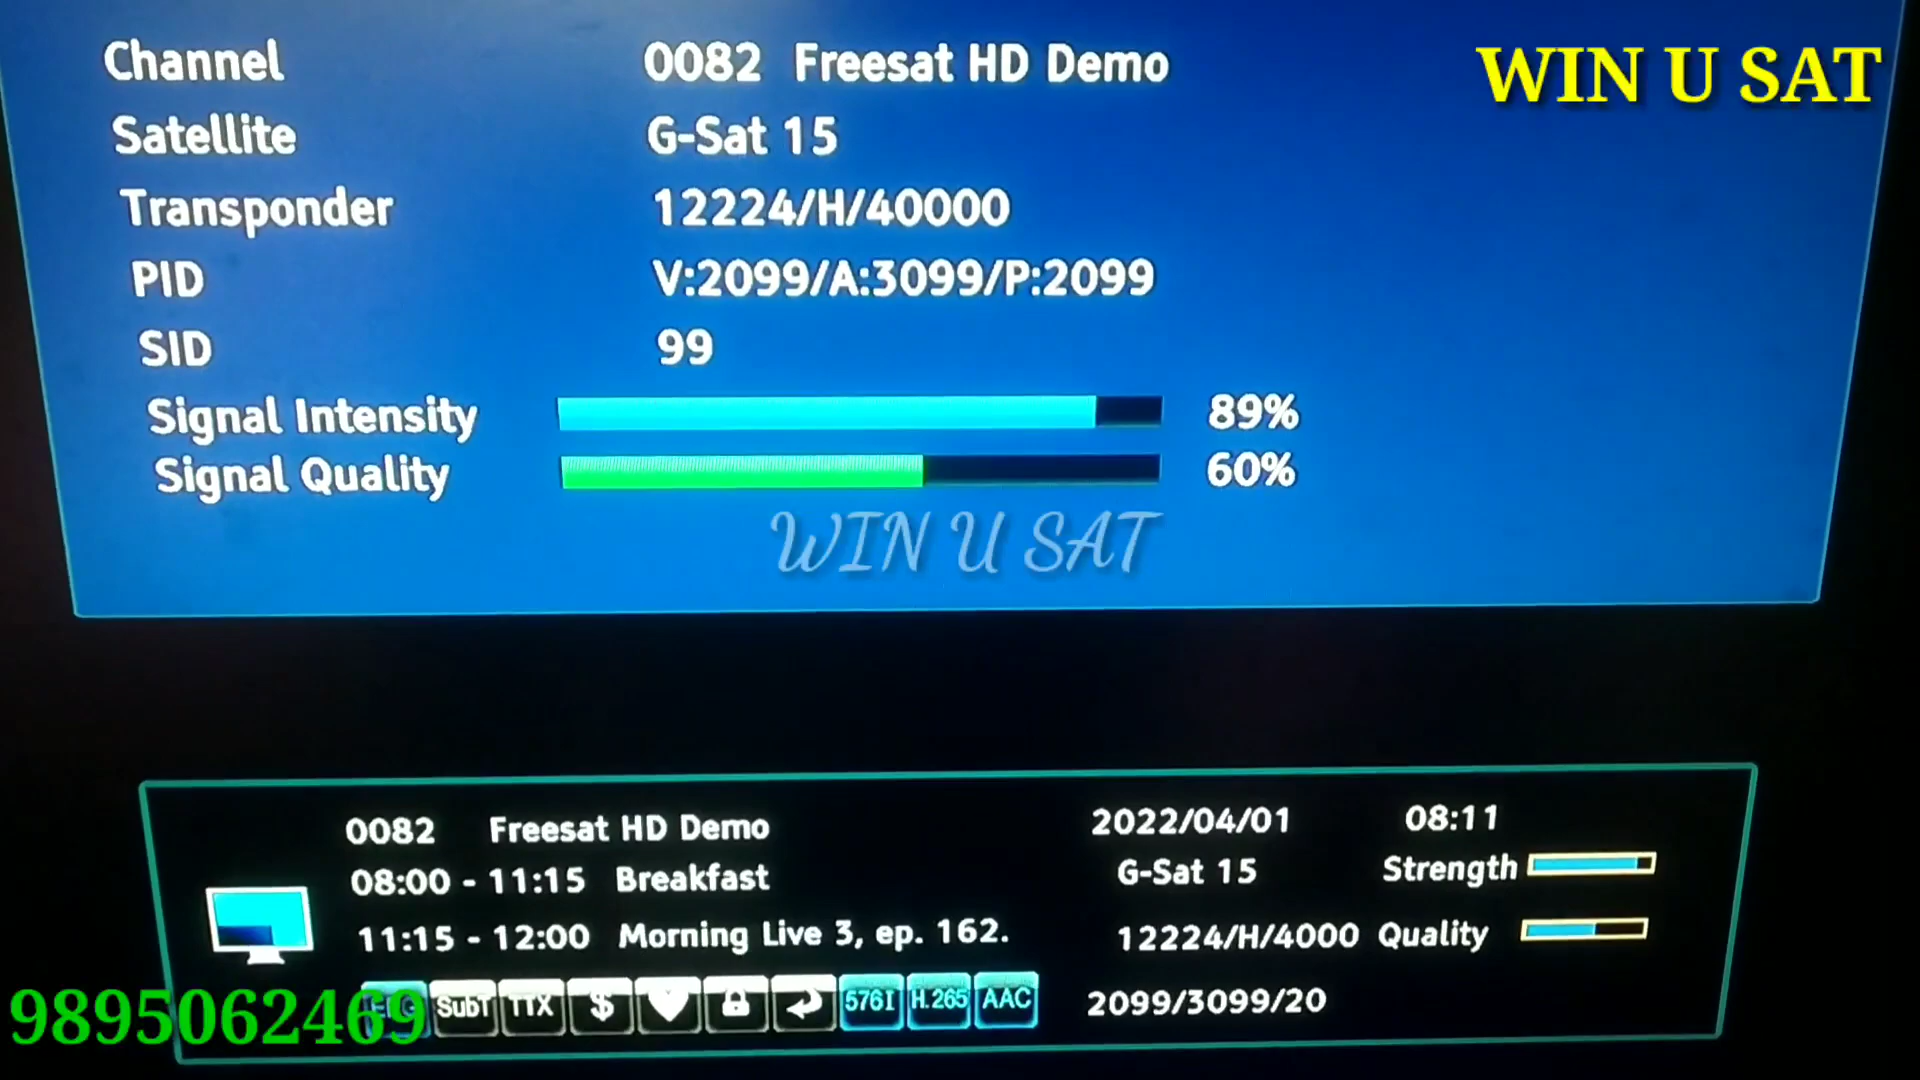 Channel 0082 Freesat HD Demo
WIN U SAT
Satellite G-Sat 15
Transponder 12224/H/40000
PID V:2099/A:3099/P:2099
SID 99
Signal Intensity 89%
Signal Quality 60%
WIN U SAT
0082 Freesat HD Demo 2022/04/01 08:11
08:00 - 11:15 Breakfast G-Sat 15 Strength
11:15 - 12:00 Morning Live 3, ep. 162. 12224/H/4000 Quality
EPG SubT TTX $ 576I H.265 AAC 2099/3099/20
9895062469